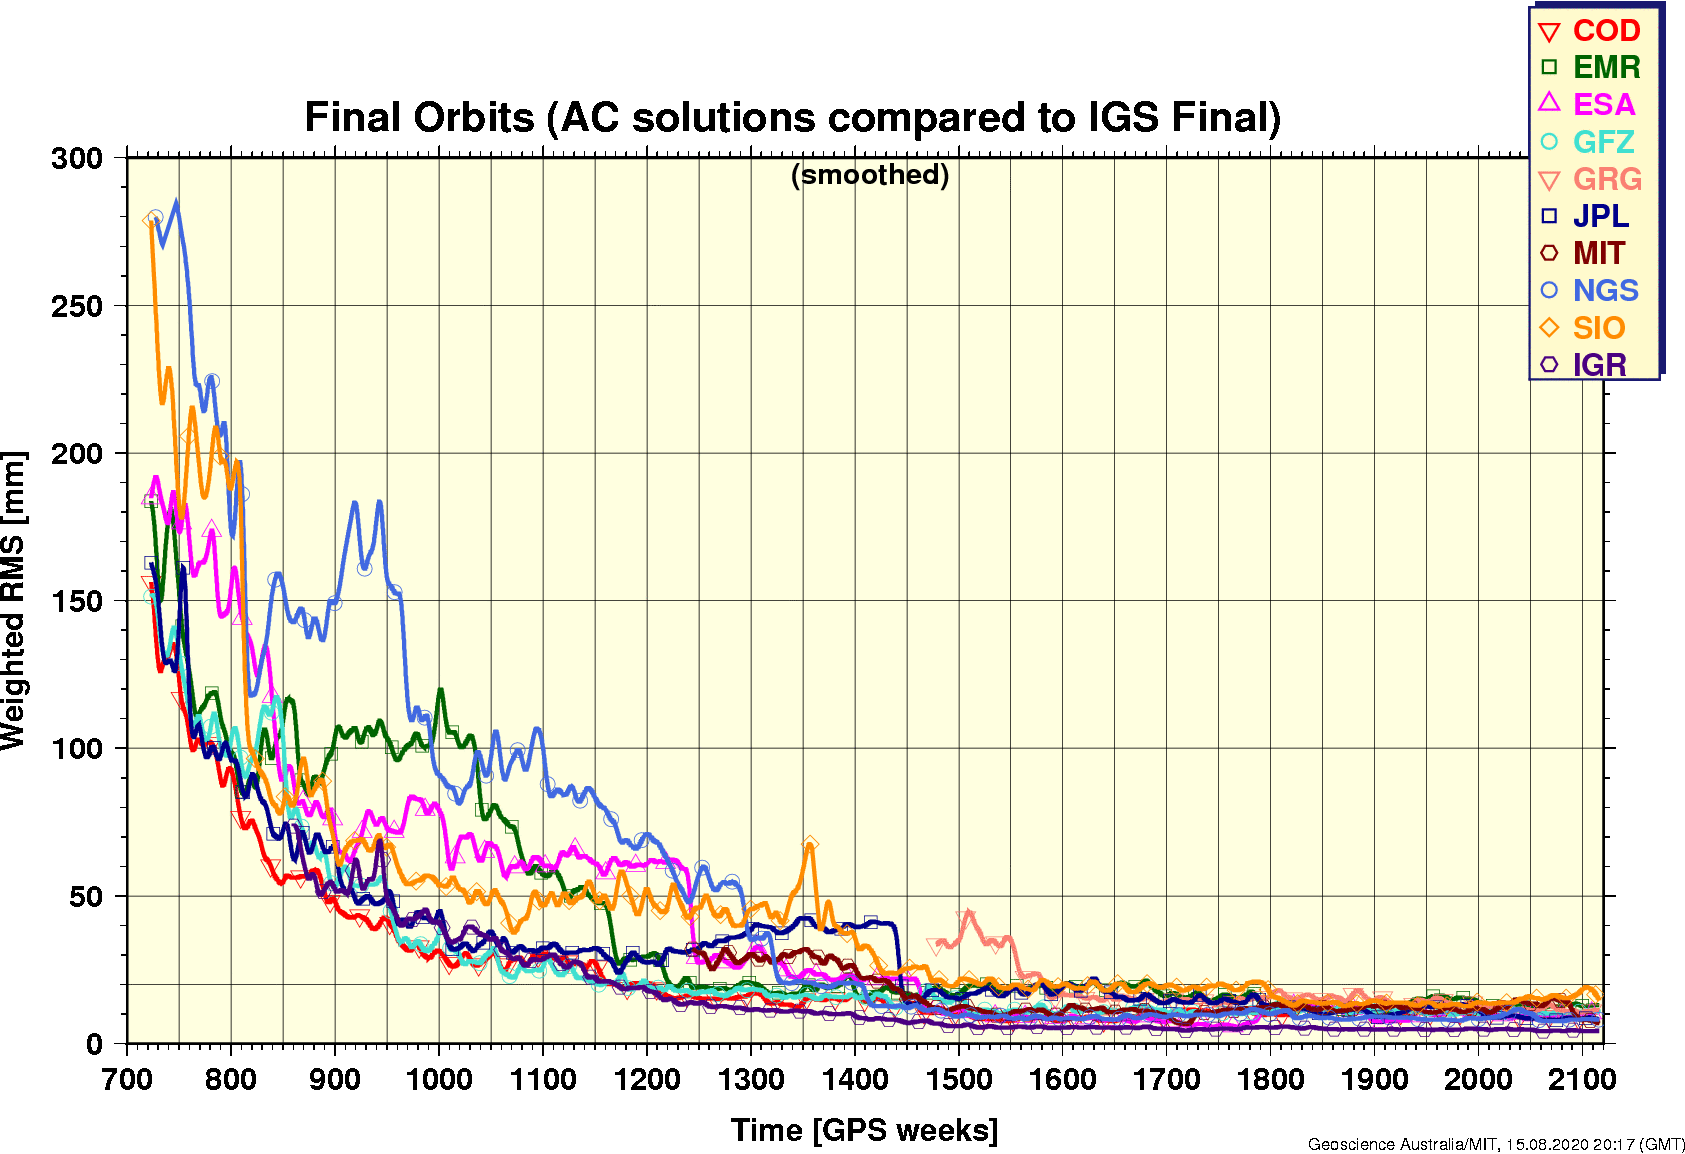 COD
EMR
ESA
GFZ
GRG
JPL
MIT
NGS
SIO
IGR
Final Orbits (AC solutions compared to IGS Final)
(smoothed)
300
250
200
150
100
50
0
Weighted RMS [mm]
700 800 900 1000 1100 1200 1300 1400 1500 1600 1700 1800 1900 2000 2100
Time [GPS weeks]
Geoscience Australia/MIT, 15.08.2020 20:17 (GMT)